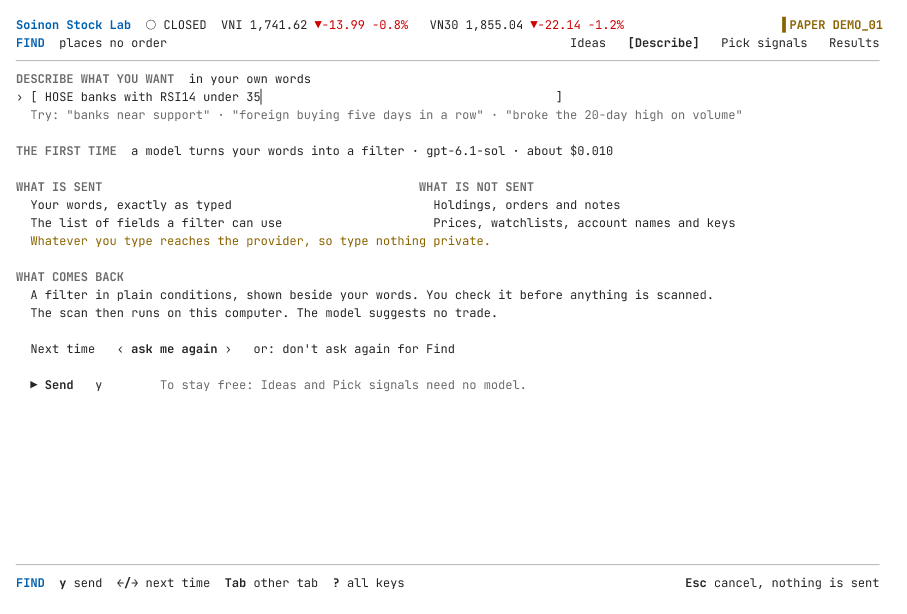 Soinon Stock Lab ○ CLOSED VNI 1,741.62 ▼-13.99 -0.8% VN30 1,855.04 ▼-22.14 -1.2% PAPER DEMO_01
FIND places no order Ideas [Describe] Pick signals Results
DESCRIBE WHAT YOU WANT in your own words
› [ HOSE banks with RSI14 under 35 ]
Try: "banks near support" · "foreign buying five days in a row" · "broke the 20-day high on volume"
THE FIRST TIME a model turns your words into a filter · gpt-6.1-sol · about $0.010
WHAT IS SENT WHAT IS NOT SENT
Your words, exactly as typed Holdings, orders and notes
The list of fields a filter can use Prices, watchlists, account names and keys
Whatever you type reaches the provider, so type nothing private.
WHAT COMES BACK
A filter in plain conditions, shown beside your words. You check it before anything is scanned.
The scan then runs on this computer. The model suggests no trade.
Next time ‹ ask me again › or: don't ask again for Find
► Send y To stay free: Ideas and Pick signals need no model.
FIND y send ←/→ next time Tab other tab ? all keys Esc cancel, nothing is sent